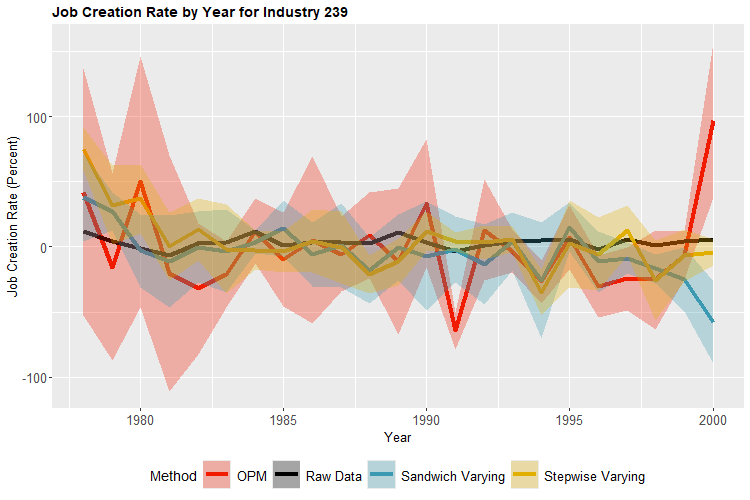 Job Creation Rate by Year for Industry 239
Job Creation Rate (Percent)
100
0
-100
1980 1985 1990 1995 2000
Year
Method OPM Raw Data Sandwich Varying Stepwise Varying